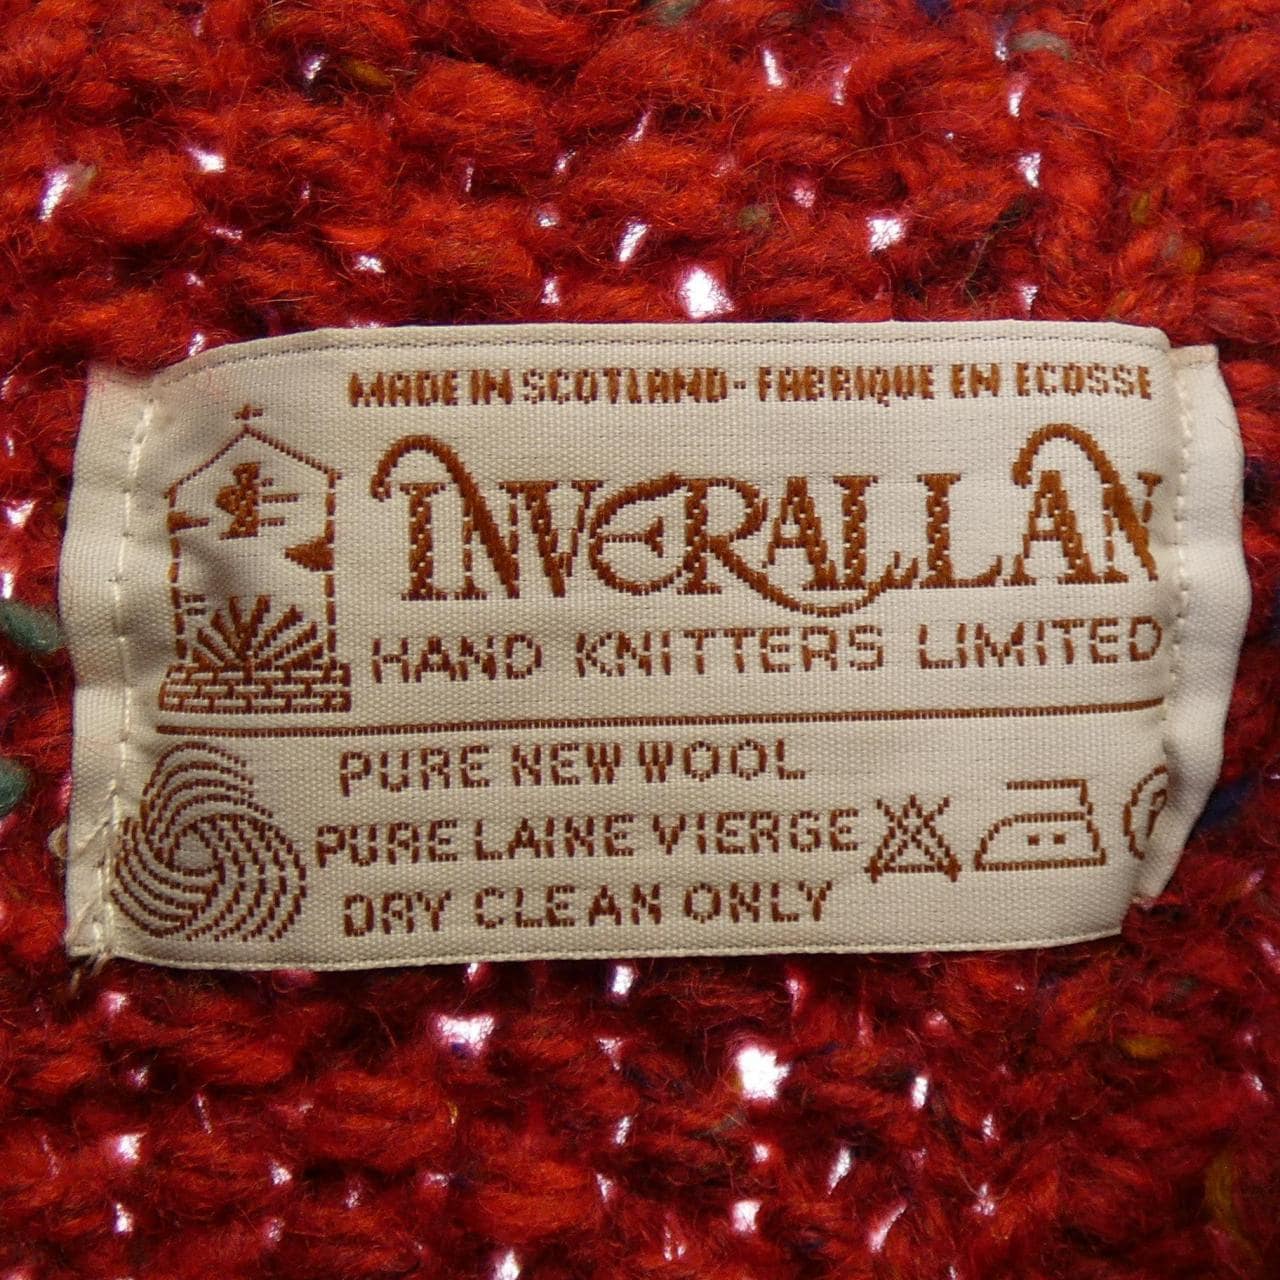 MADE IN SCOTLAND - FABRIQUE EN ECOSSE
INVERALLAN
HAND KNITTERS LIMITED
PURE NEW WOOL
PURE LAINE VIERGE
P
DRY CLEAN ONLY